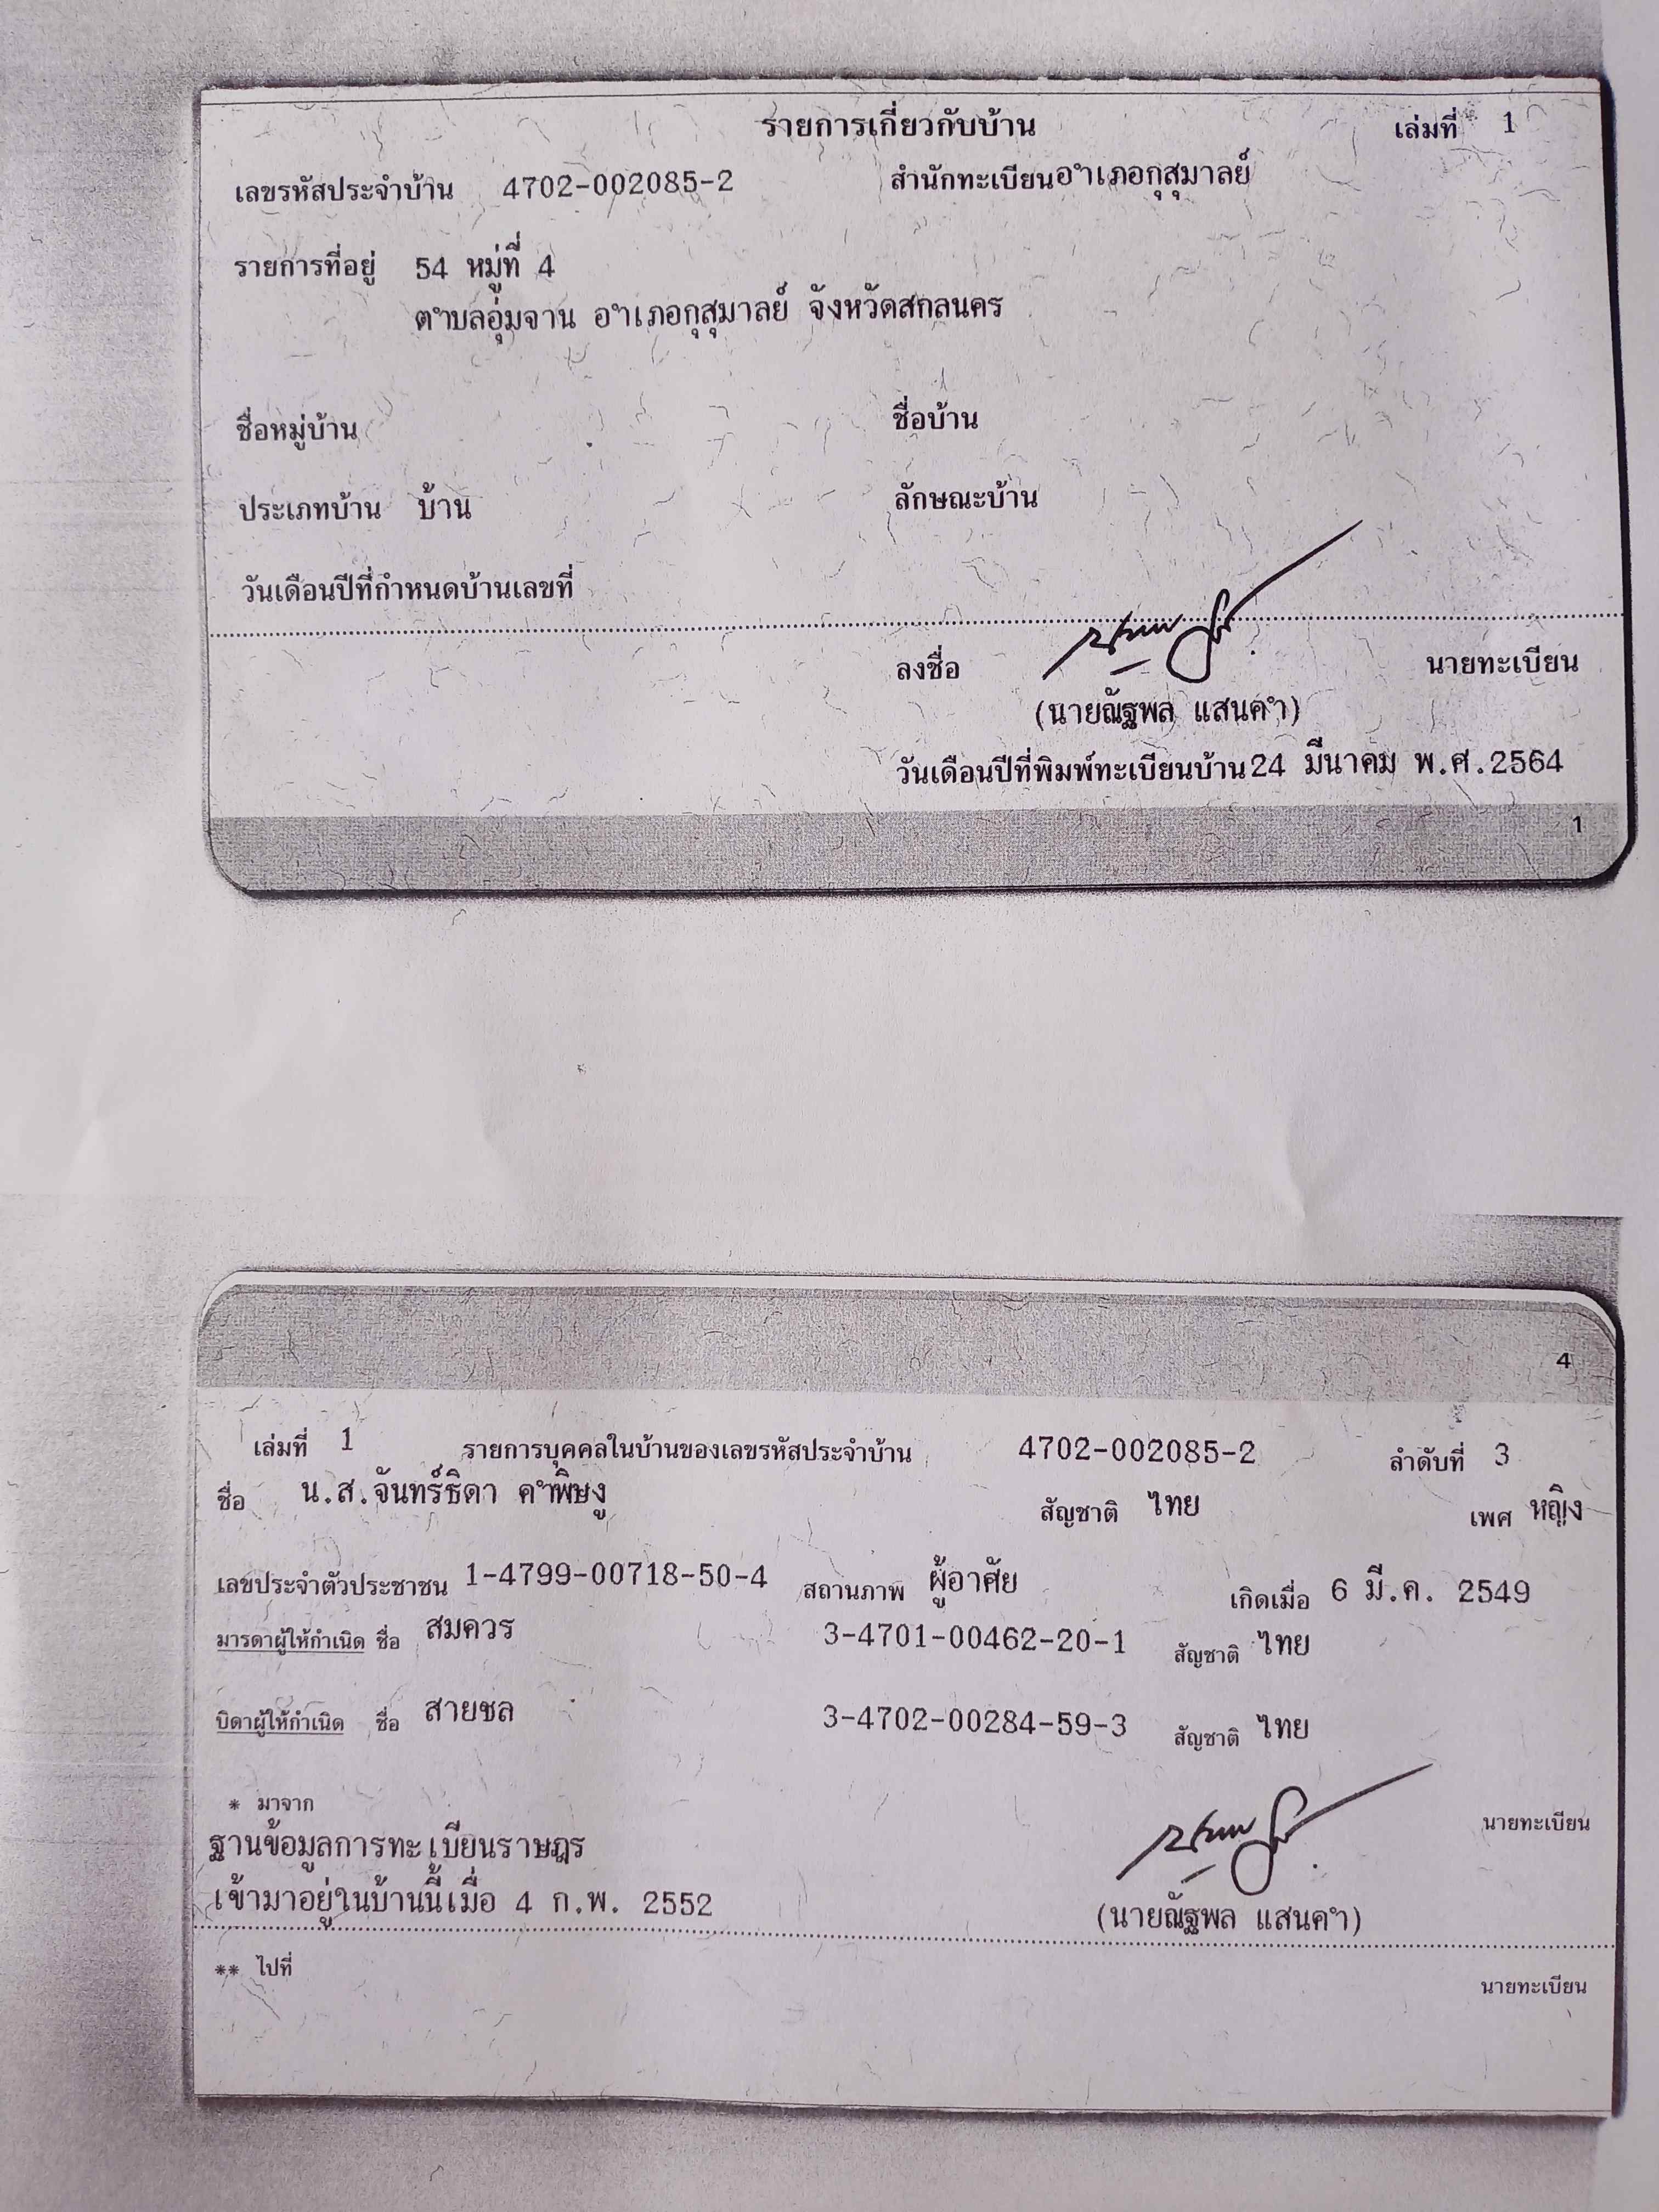 รายการเกี่ยวกับบ้าน เล่มที่ 1
เลขรหัสประจำบ้าน 4702-002085-2 สำนักทะเบียน อำเภอกุสุมาลย์
รายการที่อยู่ 54 หมู่ที่ 4
ตำบลอุ่มจาน อำเภอกุสุมาลย์ จังหวัดสกลนคร
ชื่อหมู่บ้าน ชื่อบ้าน
ประเภทบ้าน บ้าน ลักษณะบ้าน
วันเดือนปีที่กำหนดบ้านเลขที่
ลงชื่อ นายทะเบียน
(นายณัฐพล แสนคำ)
วันเดือนปีที่พิมพ์ทะเบียนบ้าน 24 มีนาคม พ.ศ.2564
1
4
เล่มที่ 1 รายการบุคคลในบ้านของเลขรหัสประจำบ้าน 4702-002085-2 ลำดับที่ 3
ชื่อ น.ส.จันทร์ธิดา คำพิษงู สัญชาติ ไทย เพศ หญิง
เลขประจำตัวประชาชน 1-4799-00718-50-4 สถานภาพ ผู้อาศัย เกิดเมื่อ 6 มี.ค. 2549
มารดาผู้ให้กำเนิด ชื่อ สมควร 3-4701-00462-20-1 สัญชาติ ไทย
บิดาผู้ให้กำเนิด ชื่อ สายชล 3-4702-00284-59-3 สัญชาติ ไทย
* มาจาก นายทะเบียน
ฐานข้อมูลการทะเบียนราษฎร
เข้ามาอยู่ในบ้านนี้เมื่อ 4 ก.พ. 2552 (นายณัฐพล แสนคำ)
** ไปที่ นายทะเบียน